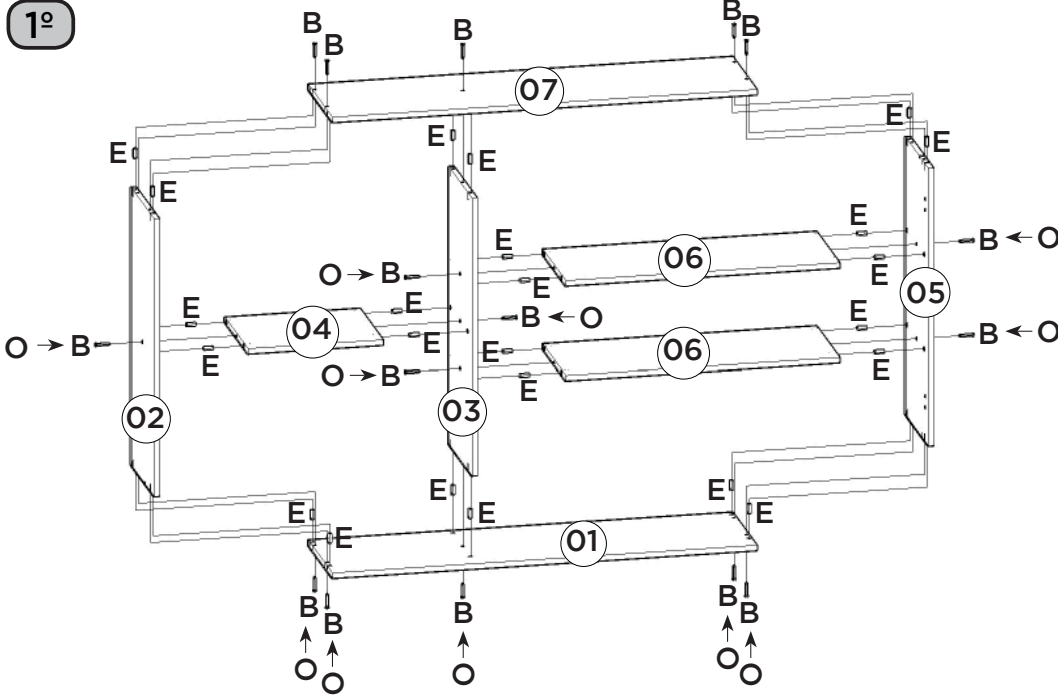 1º
B B B B B
07
E E E E
E E
E E
E E
O → B 06 B ← O
E E
05
E E
E 04 E
B ← O
E
O → B E E O → B E 06 E B ← O
02 03
E E
E E E E
E 01
B B B B B
↑ ↑ ↑ ↑ ↑
O O O O O